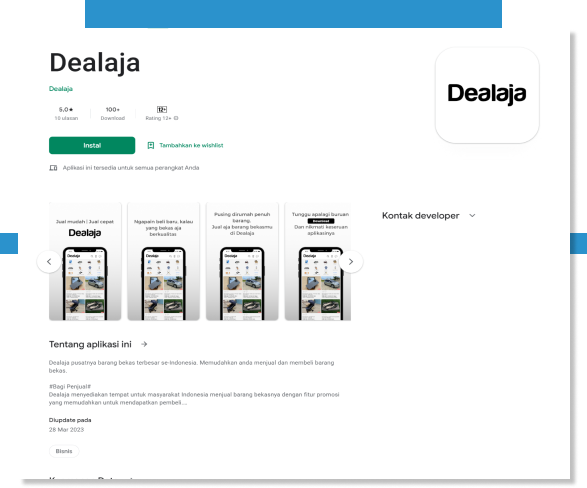 Dealaja
Dealaja
Dealaja
5.0★
100+
12+
10 ulasan
Download
Rating 12+
Instal
Tambahkan ke wishlist
Aplikasi ini tersedia untuk semua perangkat Anda
Jual mudah | Jual cepat
Dealaja
Ngapain beli baru, kalau
yang bekas aja
berkualitas
Pusing dirumah penuh
barang.
Jual aja barang bekasmu
di Dealaja
Tunggu apalagi buruan
Download
Dan nikmati keseruan
aplikasinya
Dealaja
Dealaja
Dealaja
Dealaja
Kontak developer
Tentang aplikasi ini →
Dealaja pusatnya barang bekas terbesar se-Indonesia. Memudahkan anda menjual dan membeli barang
bekas.
#Bagi Penjual#
Dealaja menyediakan tempat untuk masyarakat Indonesia menjual barang bekasnya dengan fitur promosi
yang memudahkan untuk mendapatkan pembeli ...
Diupdate pada
28 Mar 2023
Bisnis